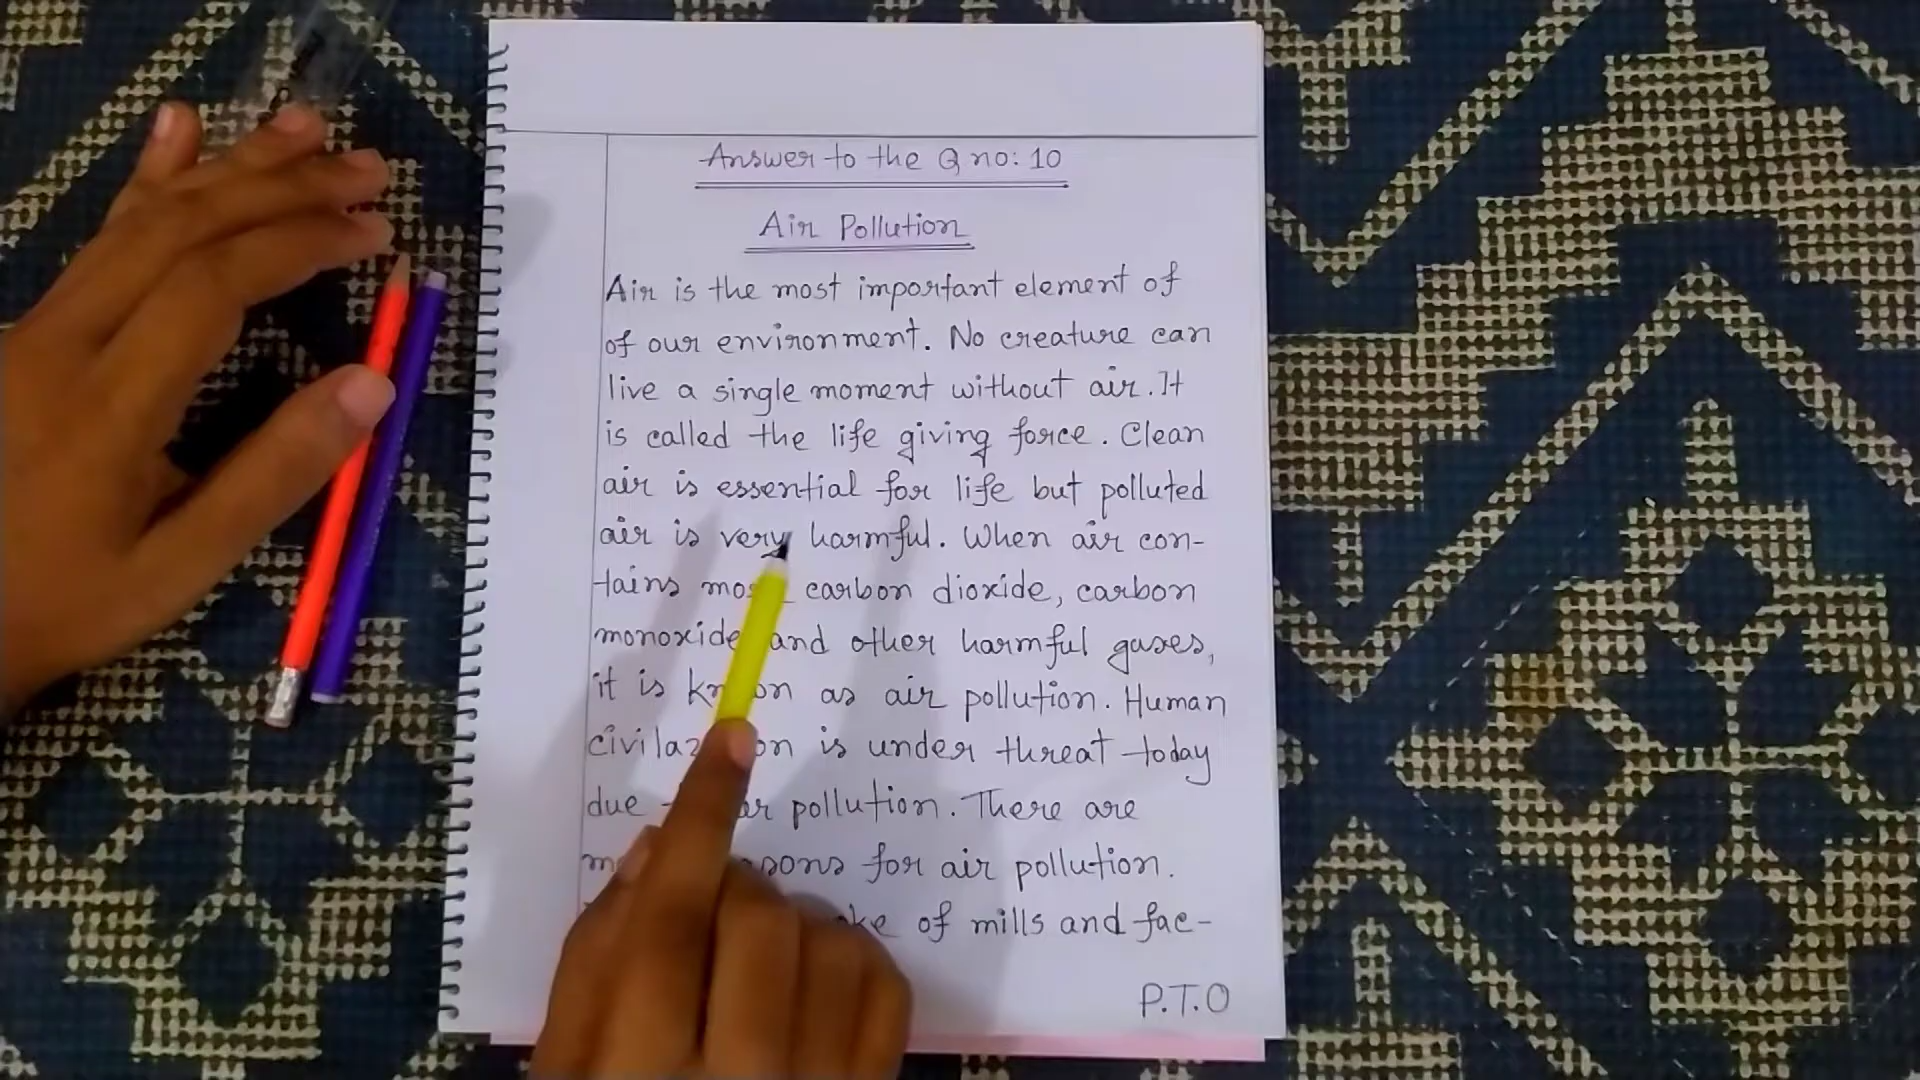 Answer to the Q no: 10
Air Pollution
Air is the most important element of
of our environment. No creature can
live a single moment without air. It
is called the life giving force. Clean
air is essential for life but polluted
air is very harmful. When air con-
tains carbon dioxide, carbon
monoxide and other harmful gases,
it is as air pollution. Human
is under threat today
due pollution. There are
for air pollution.
of mills and fac-
P.T.O